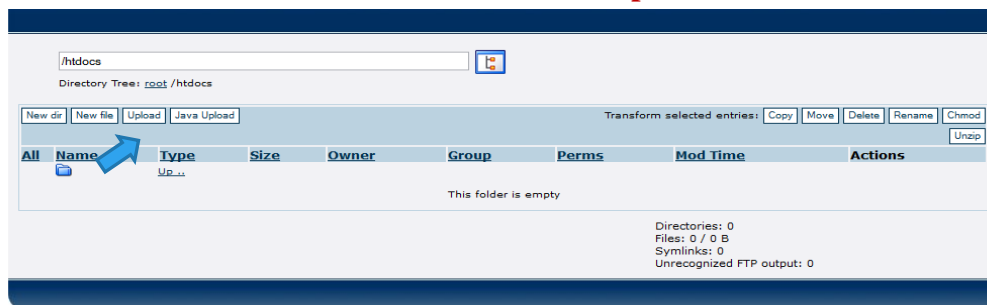 /htdocs
Directory Tree: root /htdocs
New dir New file Upload Java Upload Transform selected entries: Copy Move Delete Rename Chmod
Unzip
All Name Type Size Owner Group Perms Mod Time Actions
Up ..
This folder is empty
Directories: 0
Files: 0 / 0 B
Symlinks: 0
Unrecognized FTP output: 0